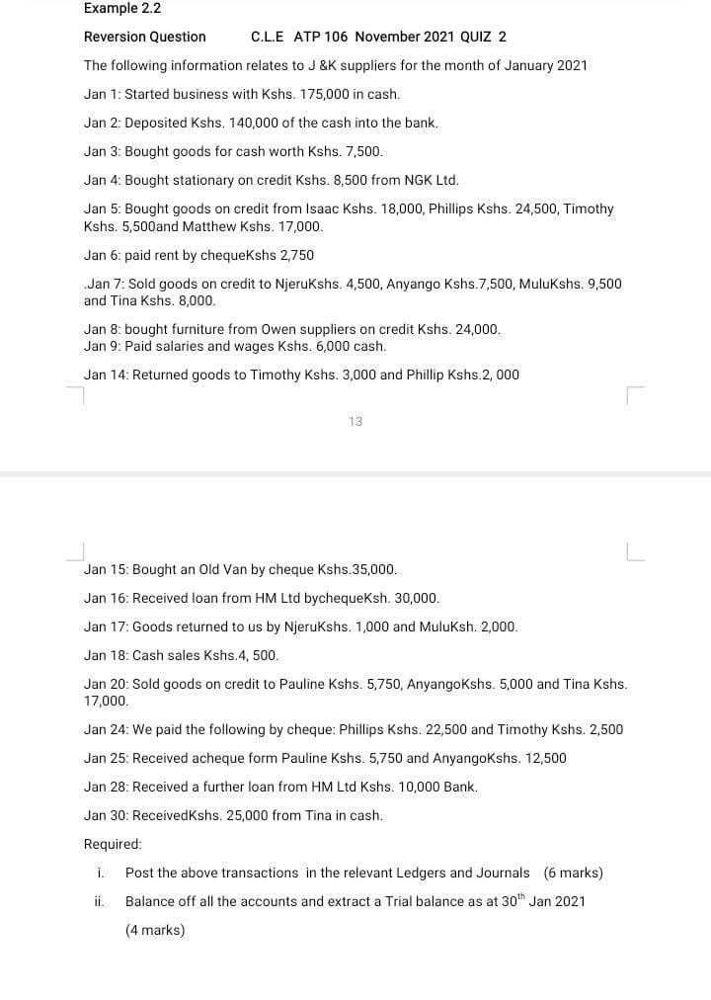 Example 2.2
Reversion Question C.L.E ATP 106 November 2021 QUIZ 2
The following information relates to J &K suppliers for the month of January 2021
Jan 1: Started business with Kshs. 175,000 in cash.
Jan 2: Deposited Kshs. 140,000 of the cash into the bank.
Jan 3: Bought goods for cash worth Kshs. 7,500.
Jan 4: Bought stationary on credit Kshs. 8,500 from NGK Ltd.
Jan 5: Bought goods on credit from Isaac Kshs. 18,000, Phillips Kshs. 24,500, Timothy
Kshs. 5,500and Matthew Kshs. 17,000.
Jan 6: paid rent by chequeKshs 2,750
.Jan 7: Sold goods on credit to NjeruKshs. 4,500, Anyango Kshs.7,500, MuluKshs. 9,500
and Tina Kshs. 8,000.
Jan 8: bought furniture from Owen suppliers on credit Kshs. 24,000.
Jan 9: Paid salaries and wages Kshs. 6,000 cash.
Jan 14: Returned goods to Timothy Kshs. 3,000 and Phillip Kshs.2, 000
13
Jan 15: Bought an Old Van by cheque Kshs.35,000.
Jan 16: Received loan from HM Ltd bychequeKsh. 30,000.
Jan 17: Goods returned to us by NjeruKshs. 1,000 and MuluKsh. 2,000.
Jan 18: Cash sales Kshs.4, 500.
Jan 20: Sold goods on credit to Pauline Kshs. 5,750, AnyangoKshs. 5,000 and Tina Kshs.
17,000.
Jan 24: We paid the following by cheque: Phillips Kshs. 22,500 and Timothy Kshs. 2,500
Jan 25: Received acheque form Pauline Kshs. 5,750 and AnyangoKshs. 12,500
Jan 28: Received a further loan from HM Ltd Kshs. 10,000 Bank.
Jan 30: ReceivedKshs. 25,000 from Tina in cash.
Required:
i. Post the above transactions in the relevant Ledgers and Journals (6 marks)
ii. Balance off all the accounts and extract a Trial balance as at 30th Jan 2021
(4 marks)